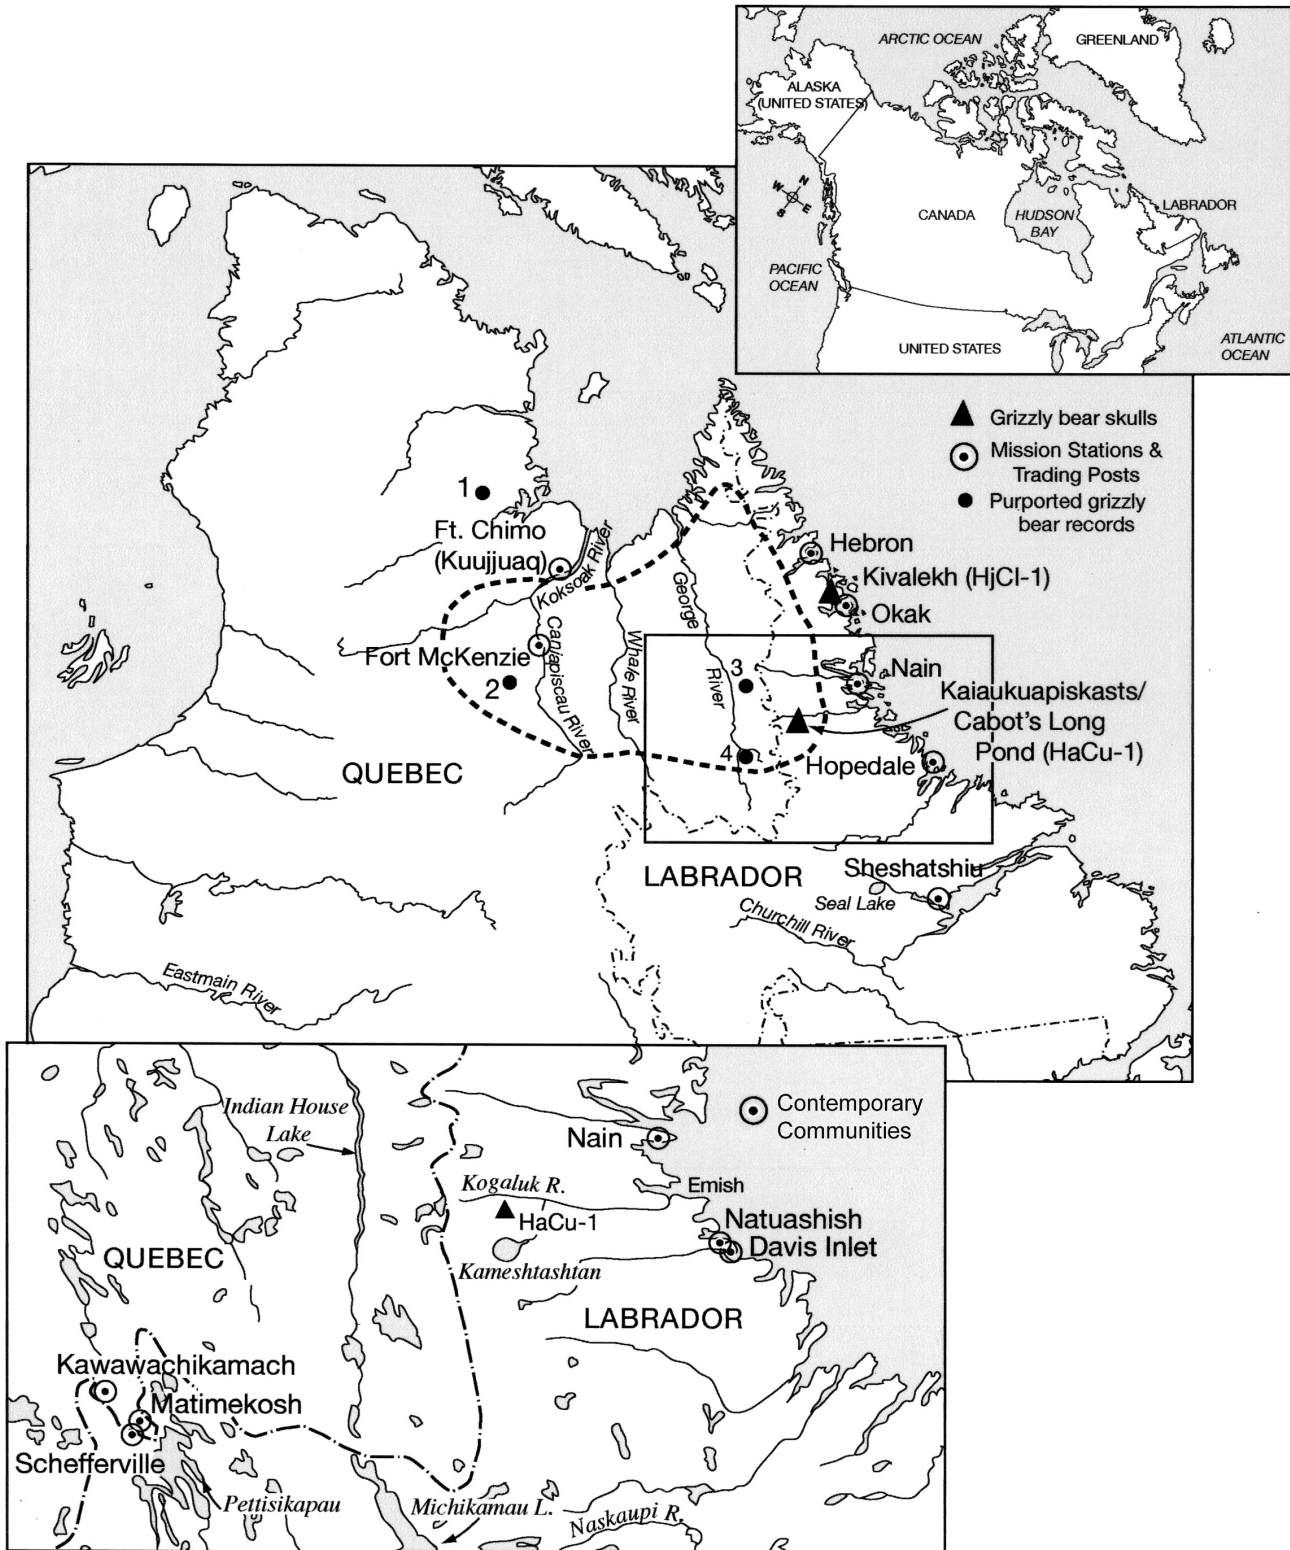 ARCTIC OCEAN
GREENLAND
ALASKA
(UNITED STATES)
N
W
E
S
CANADA
HUDSON
BAY
LABRADOR
PACIFIC
OCEAN
UNITED STATES
ATLANTIC
OCEAN
Grizzly bear skulls
Mission Stations &
Trading Posts
Purported grizzly
bear records
1
Ft. Chimo
(Kuujjuaq)
Koksoak River
Hebron
Kivalekh (HjCl-1)
Okak
George
River
Fort McKenzie
Caniapiscau River
Whale River
2
3
4
Nain
Kaiaukuapiskasts/
Cabot's Long
Pond (HaCu-1)
Hopedale
QUEBEC
LABRADOR
Sheshatshiu
Seal Lake
Churchill River
Eastmain River
Indian House
Lake
Contemporary
Communities
Nain
Kogaluk R.
Emish
HaCu-1
Natuashish
Davis Inlet
QUEBEC
Kameshtashtan
LABRADOR
Kawawachikamach
Matimekosh
Schefferville
Pettisikapau
Michikamau L.
Naskaupi R.